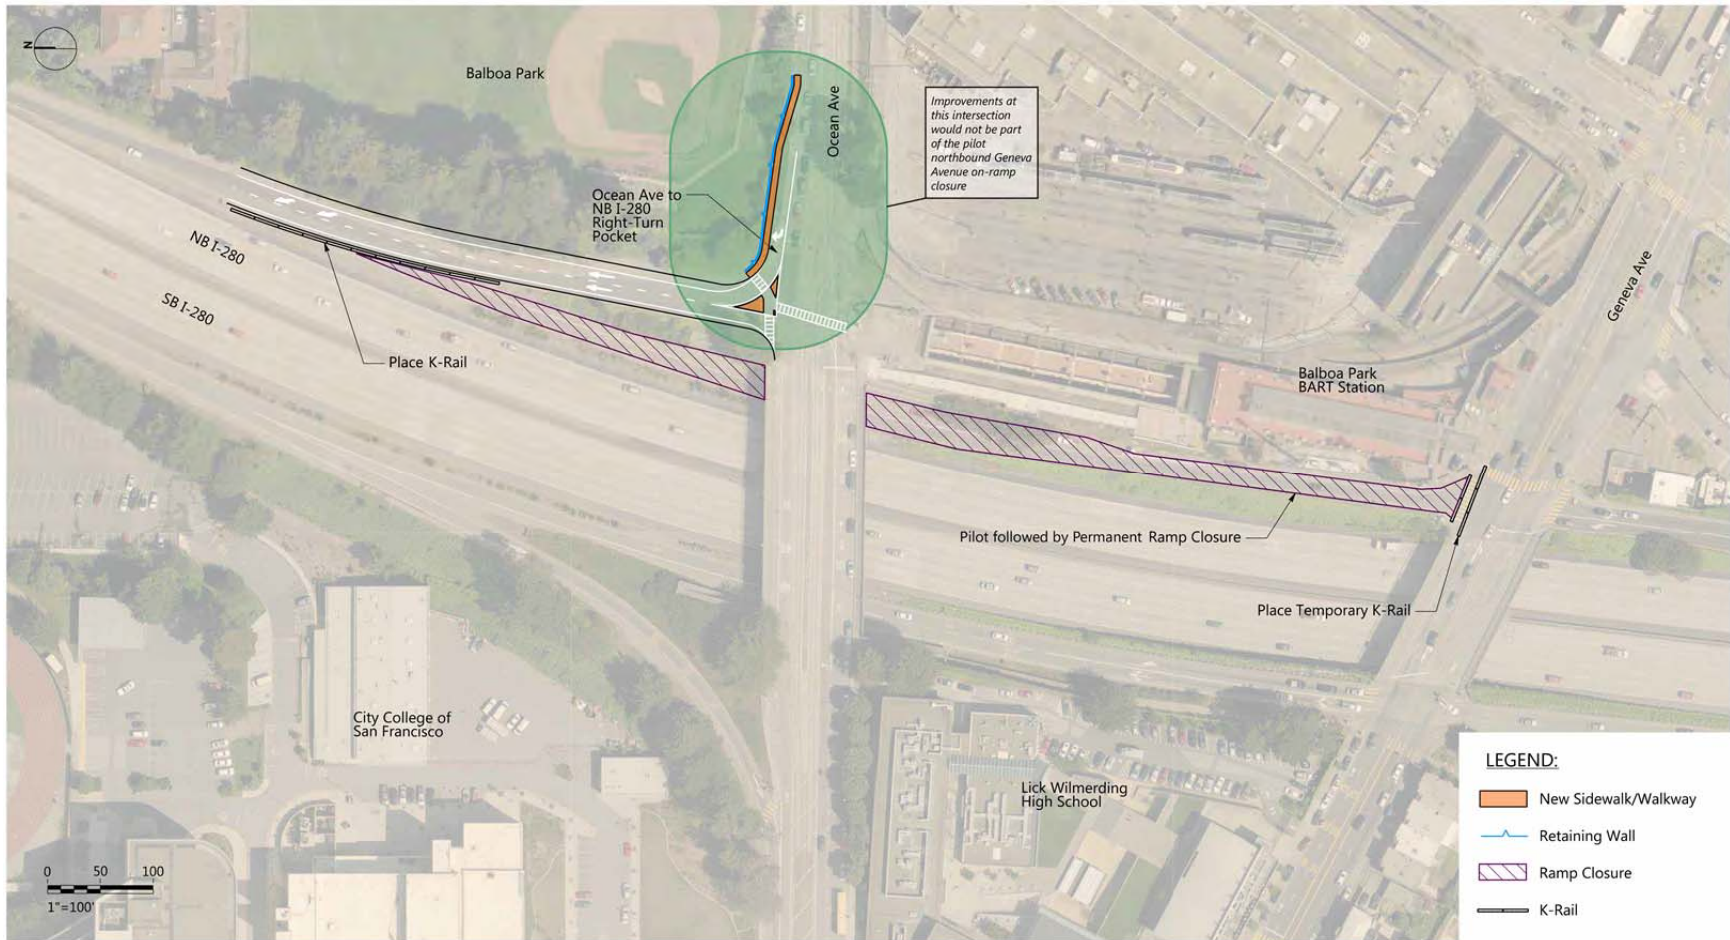 N
Balboa Park
Ocean Ave
Improvements at
this intersection
would not be part
of the pilot
northbound Geneva
Avenue on-ramp
closure
Ocean Ave to
NB I-280
Right-Turn
Pocket
NB I-280
SB I-280
Geneva Ave
Place K-Rail
Balboa Park
BART Station
Pilot followed by Permanent Ramp Closure
Place Temporary K-Rail
City College of
San Francisco
Lick Wilmerding
High School
0 50 100
1"=100'
LEGEND:
New Sidewalk/Walkway
Retaining Wall
Ramp Closure
K-Rail